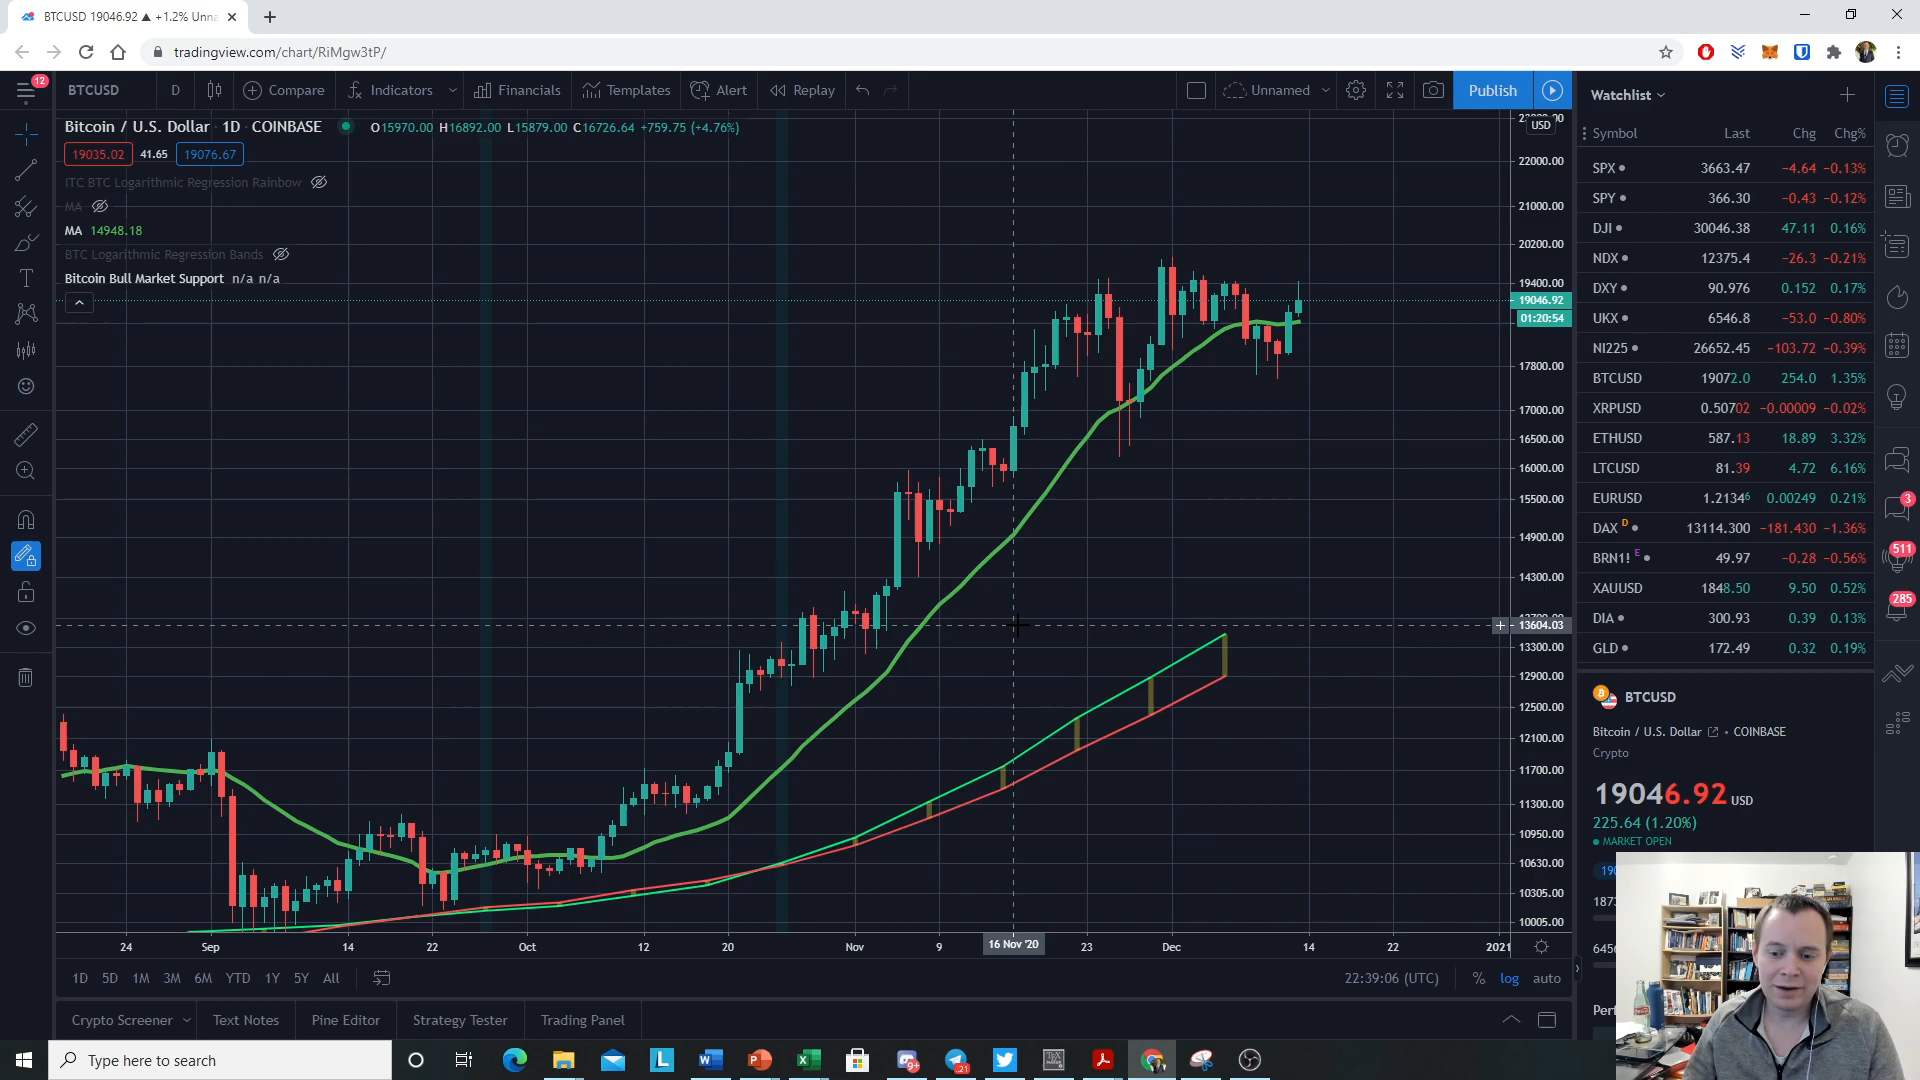 BTCUSD 19046.92 ▲ +1.2% Unna
tradingview.com/chart/RiMgw3tP/
12
BTCUSD D Compare Indicators Financials Templates Alert Replay Unnamed Publish
Bitcoin / U.S. Dollar 1D COINBASE O15970.00 H16892.00 L15879.00 C16726.64 +759.75 (+4.76%)
19035.02 41.65 19076.67
ITC BTC Logarithmic Regression Rainbow
MA
MA 14948.18
BTC Logarithmic Regression Bands
Bitcoin Bull Market Support n/a n/a
USD
22000.00
21000.00
20200.00
19400.00
19046.92
01:20:54
17800.00
17000.00
16500.00
16000.00
15500.00
14900.00
14300.00
13604.03
13300.00
12900.00
12500.00
12100.00
11700.00
11300.00
10950.00
10630.00
10305.00
10005.00
24 Sep 14 22 Oct 12 20 Nov 9 16 Nov '20 23 Dec 14 22 2021
1D 5D 1M 3M 6M YTD 1Y 5Y All 22:39:06 (UTC) % log auto
Crypto Screener Text Notes Pine Editor Strategy Tester Trading Panel
Watchlist
Symbol Last Chg Chg%
SPX 3663.47 −4.64 −0.13%
SPY 366.30 −0.43 −0.12%
DJI 30046.38 47.11 0.16%
NDX 12375.4 −26.3 −0.21%
DXY 90.976 0.152 0.17%
UKX 6546.8 −53.0 −0.80%
NI225 26652.45 −103.72 −0.39%
BTCUSD 19072.0 254.0 1.35%
XRPUSD 0.50702 −0.00009 −0.02%
ETHUSD 587.13 18.89 3.32%
LTCUSD 81.39 4.72 6.16%
EURUSD 1.21346 0.00249 0.21%
DAX D 13114.300 −181.430 −1.36%
BRN1! E 49.97 −0.28 −0.56%
XAUUSD 1848.50 9.50 0.52%
DIA 300.93 0.39 0.13%
GLD 172.49 0.32 0.19%
3
511
285
BTCUSD
Bitcoin / U.S. Dollar • COINBASE
Crypto
19046.92 USD
225.64 (1.20%)
MARKET OPEN
190
1873
6456
Type here to search
9+
21